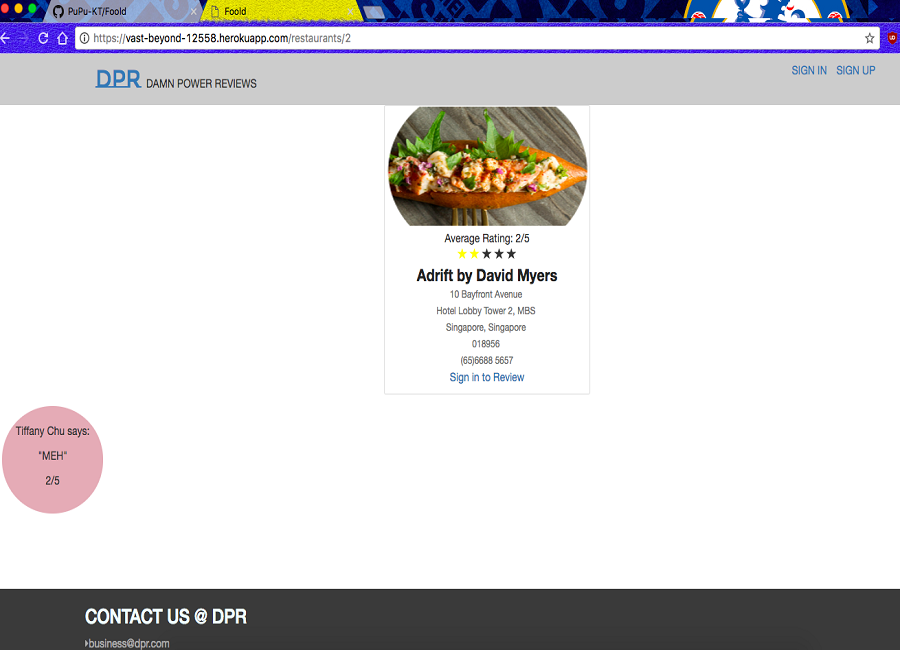 PuPu-KT/Foold
Foold
https://vast-beyond-12558.herokuapp.com/restaurants/2
DPR DAMN POWER REVIEWS
SIGN IN SIGN UP
Average Rating: 2/5
Adrift by David Myers
10 Bayfront Avenue
Hotel Lobby Tower 2, MBS
Singapore, Singapore
018956
(65)6688 5657
Sign in to Review
Tiffany Chu says:
"MEH"
2/5
CONTACT US @ DPR
business@dpr.com